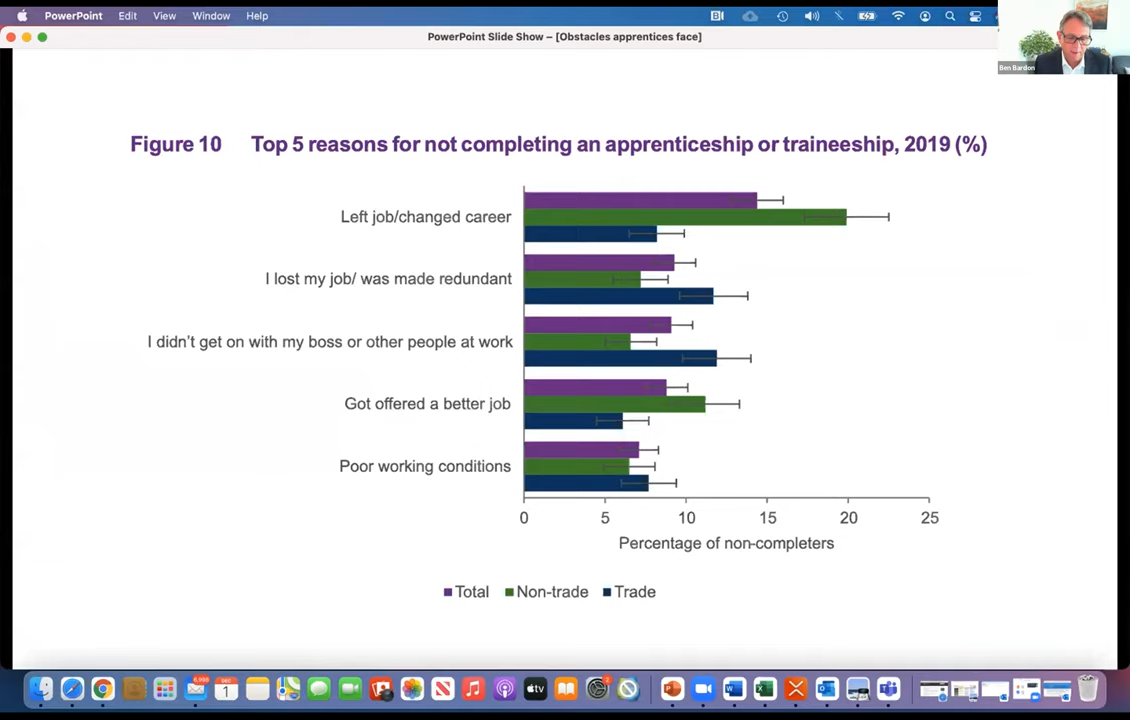 PowerPoint Edit View Window Help
PowerPoint Slide Show – [Obstacles apprentices face]
Ben Bardon
Figure 10 Top 5 reasons for not completing an apprenticeship or traineeship, 2019 (%)
Left job/changed career
I lost my job/ was made redundant
I didn't get on with my boss or other people at work
Got offered a better job
Poor working conditions
0 5 10 15 20 25
Percentage of non-completers
Total Non-trade Trade
DEC
1
tv